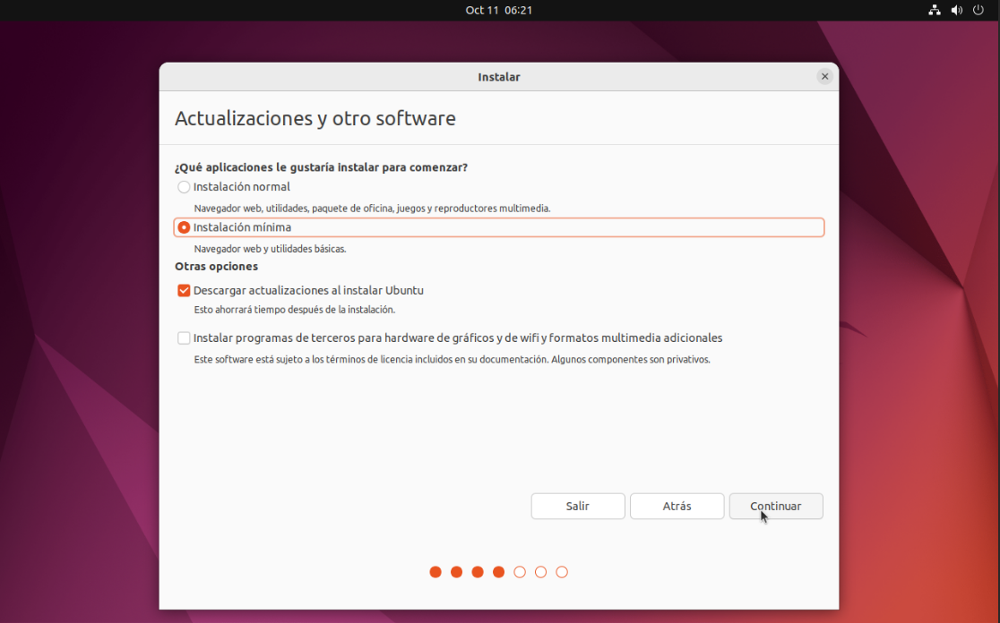 Oct 11 06:21
Instalar
Actualizaciones y otro software
¿Qué aplicaciones le gustaría instalar para comenzar?
Instalación normal
Navegador web, utilidades, paquete de oficina, juegos y reproductores multimedia.
Instalación mínima
Navegador web y utilidades básicas.
Otras opciones
Descargar actualizaciones al instalar Ubuntu
Esto ahorrará tiempo después de la instalación.
Instalar programas de terceros para hardware de gráficos y de wifi y formatos multimedia adicionales
Este software está sujeto a los términos de licencia incluidos en su documentación. Algunos componentes son privativos.
Salir
Atrás
Continuar